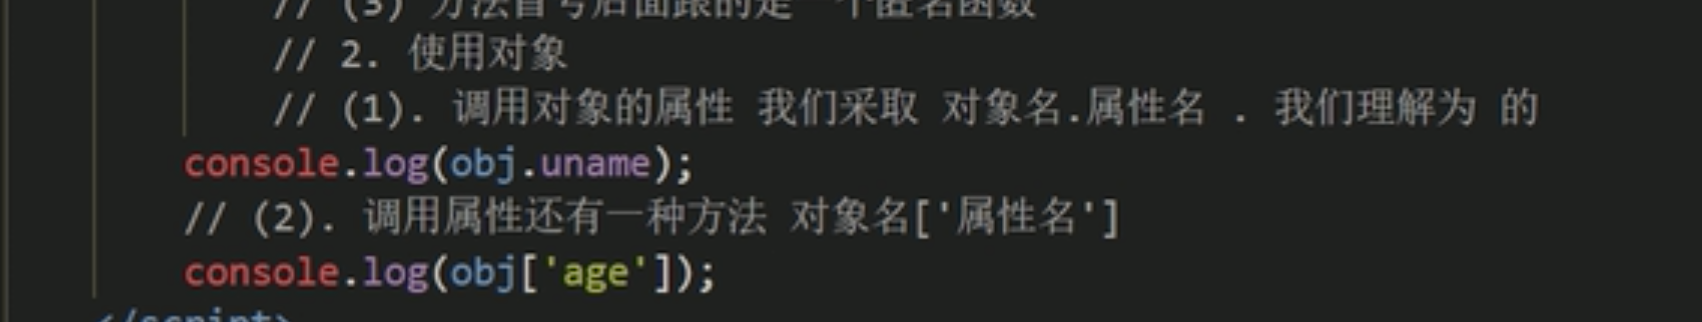 // (3) 方法冒号后面跟的是一个匿名函数
// 2. 使用对象
// (1). 调用对象的属性 我们采取 对象名.属性名 . 我们理解为 的
console.log(obj.uname);
// (2). 调用属性还有一种方法 对象名['属性名']
console.log(obj['age']);
</script>